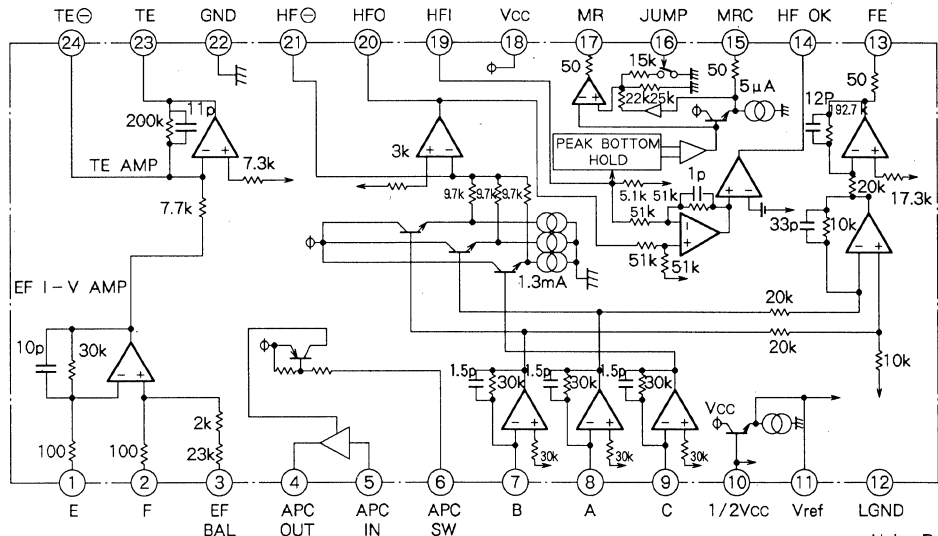 TE⊖ TE GND HF⊖ HFO HFI VCC MR JUMP MRC HF OK FE
24 23 22 21 20 19 18 17 16 15 14 13
50 15k 50 5μA 50
22k 25k
11p 200k 12P 192.7k
TE AMP 3k PEAK BOTTOM HOLD 1p
7.3k
9.7k 9.7k 9.7k 5.1k 51k 20k 17.3k
7.7k 51k 33p 10k
φ 51k 51k
1.3mA
EF I-V AMP 20k
20k
10p 30k φ 10k
1.5p 30k 1.5p 30k 1.5p 30k
2k VCC
φ
100 100 23k 30k 30k 30k
1 2 3 4 5 6 7 8 9 10 11 12
E F EF BAL APC OUT APC IN APC SW B A C 1/2VCC Vref LGND